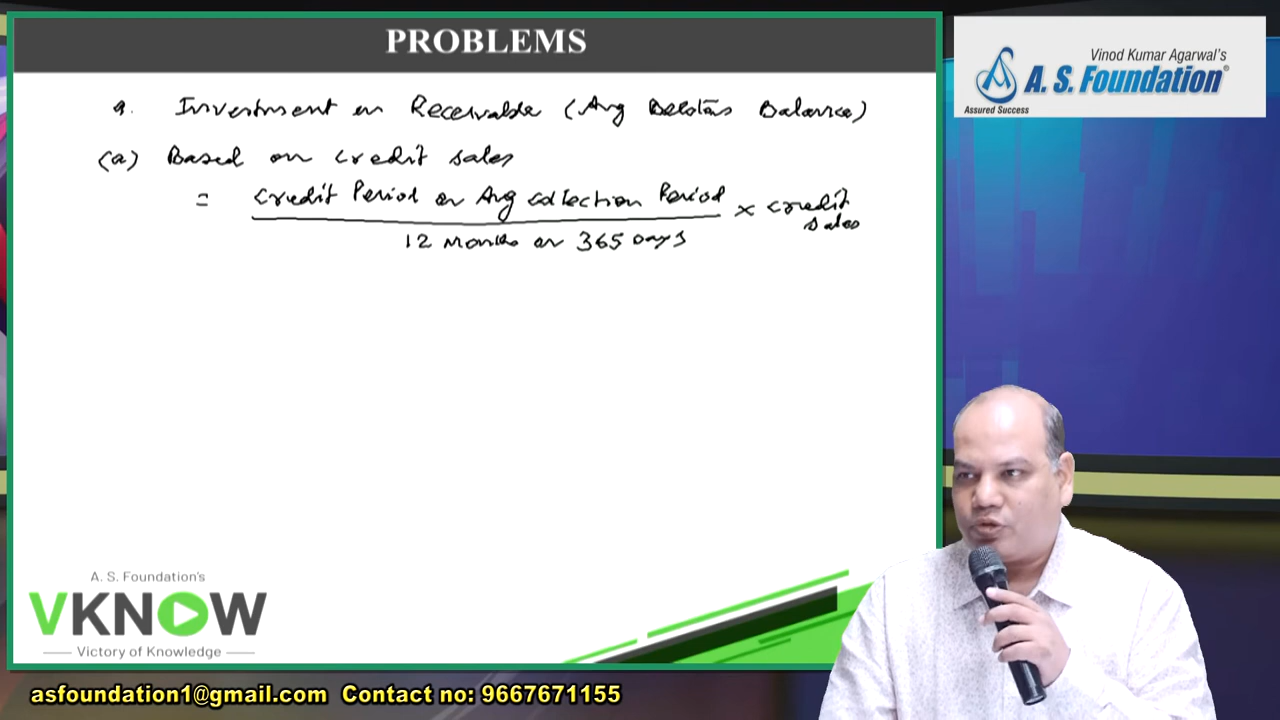 PROBLEMS
Vinod Kumar Agarwal's
A. S. Foundation®
Assured Success
Investment in Receivable (Avg Debtors Balance)
(a) Based on credit sales
= Credit Period or Avg collection Period × credit sales
12 Months or 365 Days
A. S. Foundation's
VKNOW
Victory of Knowledge
asfoundation1@gmail.com Contact no: 9667671155